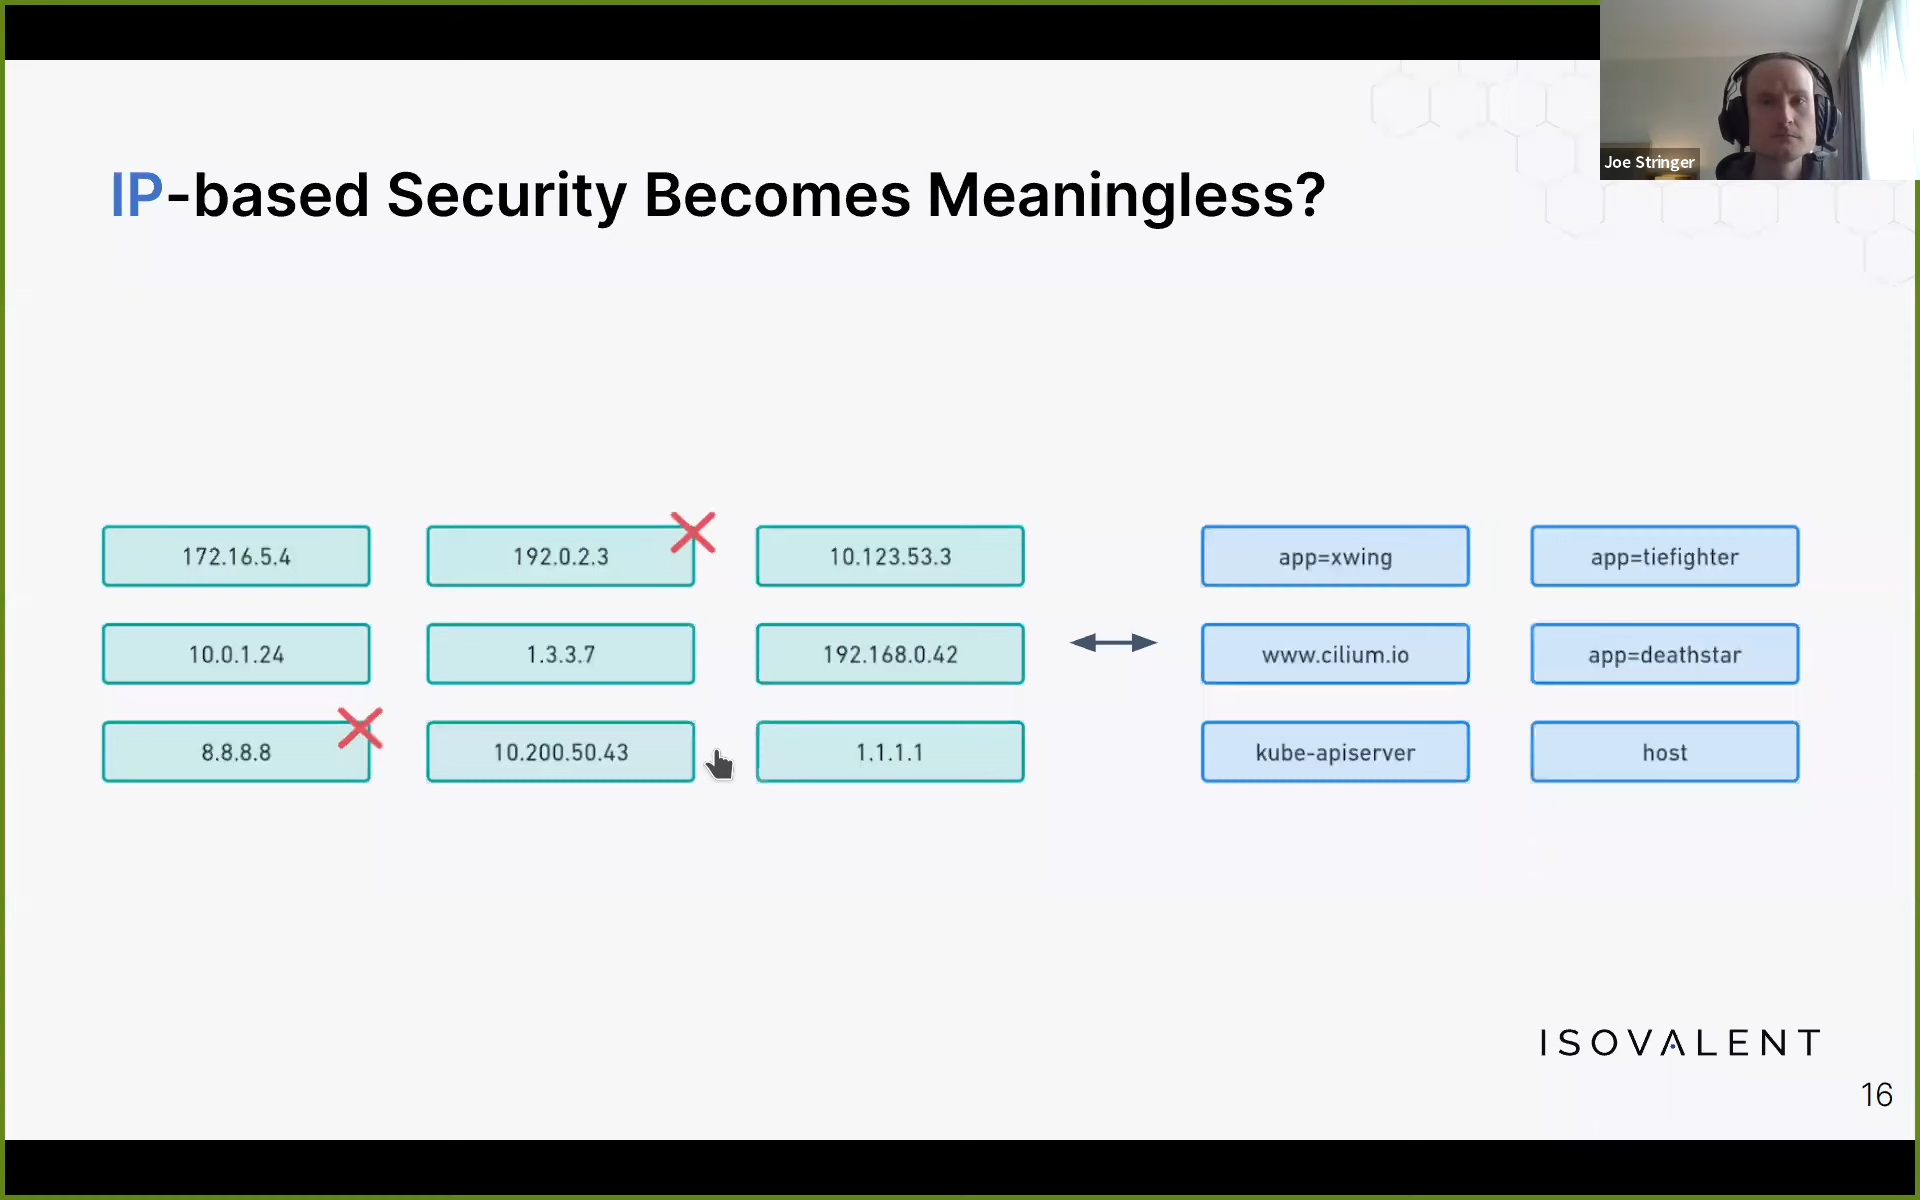 Joe Stringer
IP-based Security Becomes Meaningless?
172.16.5.4
192.0.2.3
10.123.53.3
app=xwing
app=tiefighter
10.0.1.24
1.3.3.7
192.168.0.42
www.cilium.io
app=deathstar
8.8.8.8
10.200.50.43
1.1.1.1
kube-apiserver
host
ISOVALENT
16